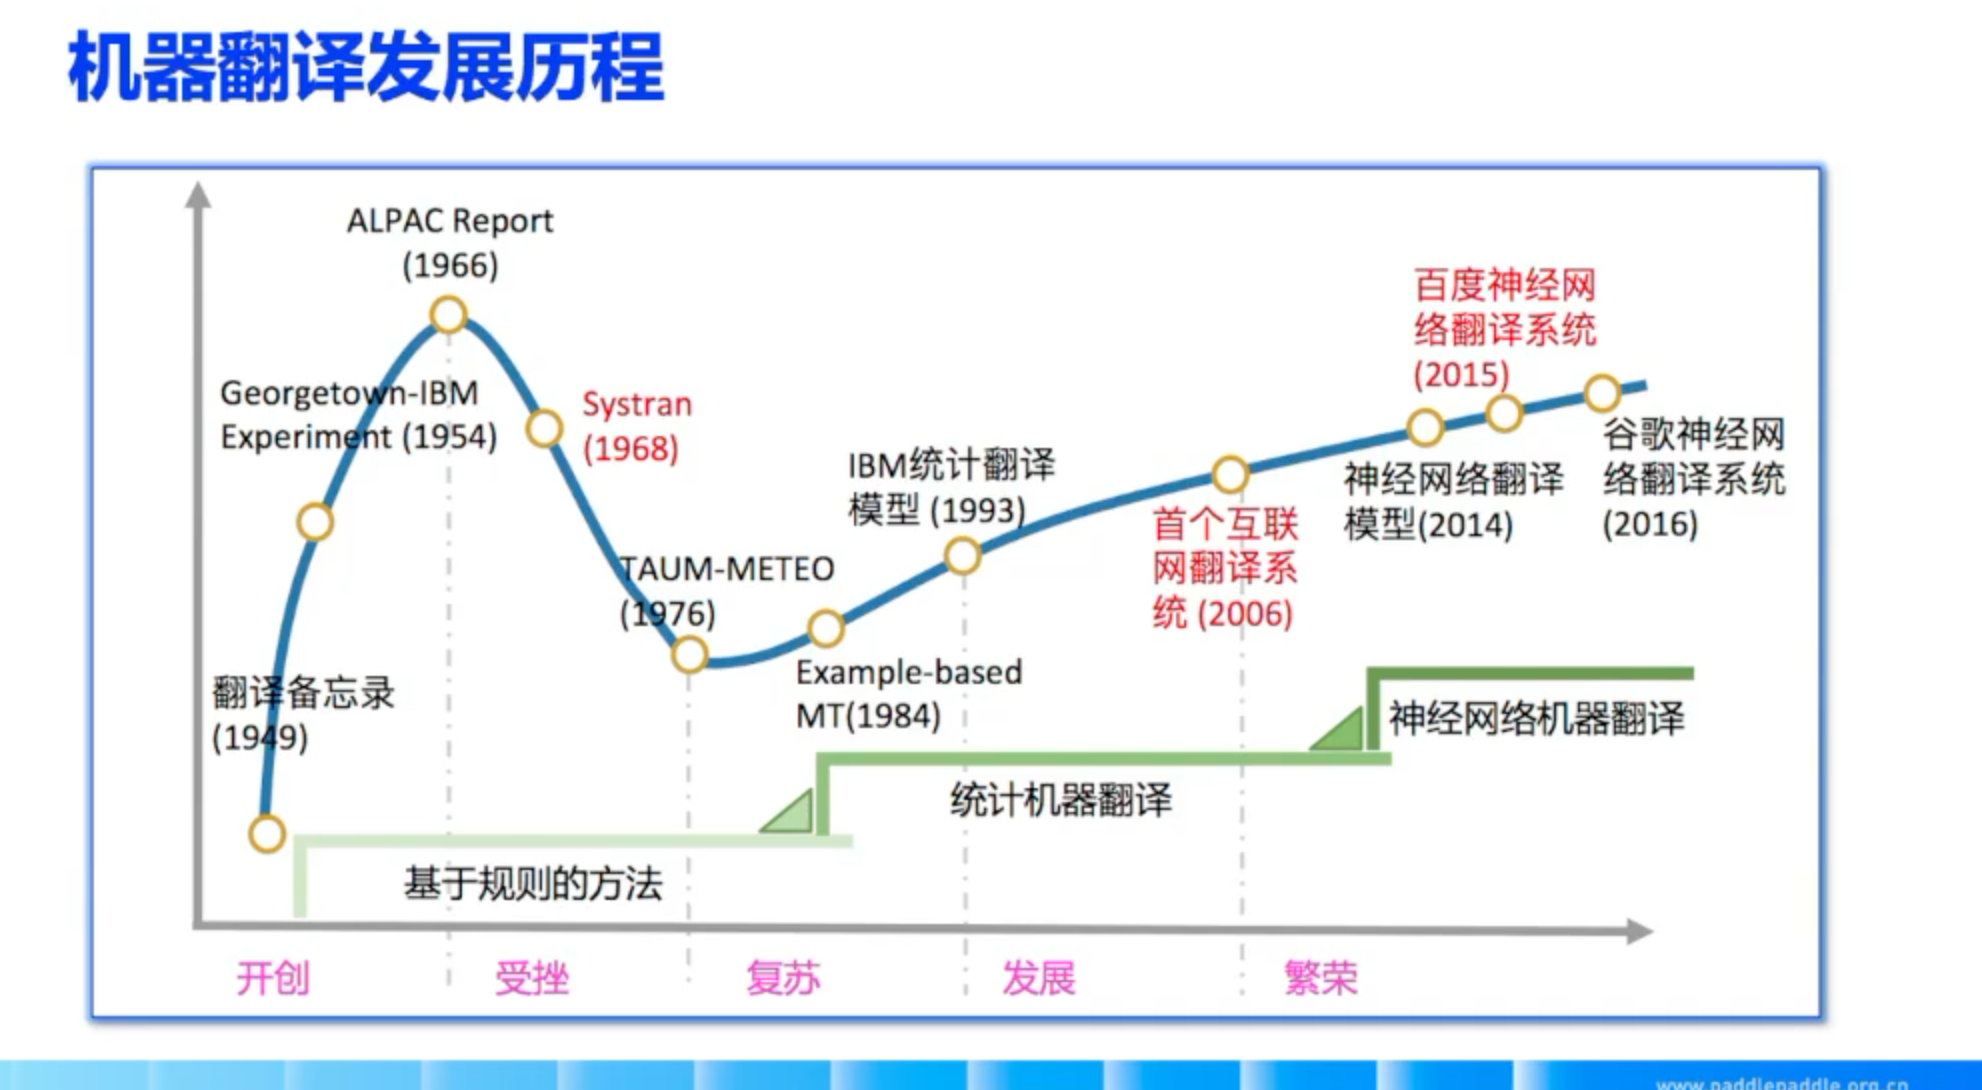 机器翻译发展历程
ALPAC Report
(1966)
Georgetown-IBM
Experiment (1954)
Systran
(1968)
翻译备忘录
(1949)
TAUM-METEO
(1976)
IBM统计翻译
模型 (1993)
Example-based
MT(1984)
首个互联
网翻译系
统 (2006)
百度神经网
络翻译系统
(2015)
神经网络翻译
模型(2014)
谷歌神经网
络翻译系统
(2016)
基于规则的方法
统计机器翻译
神经网络机器翻译
开创
受挫
复苏
发展
繁荣
www.paddlepaddle.org.cn